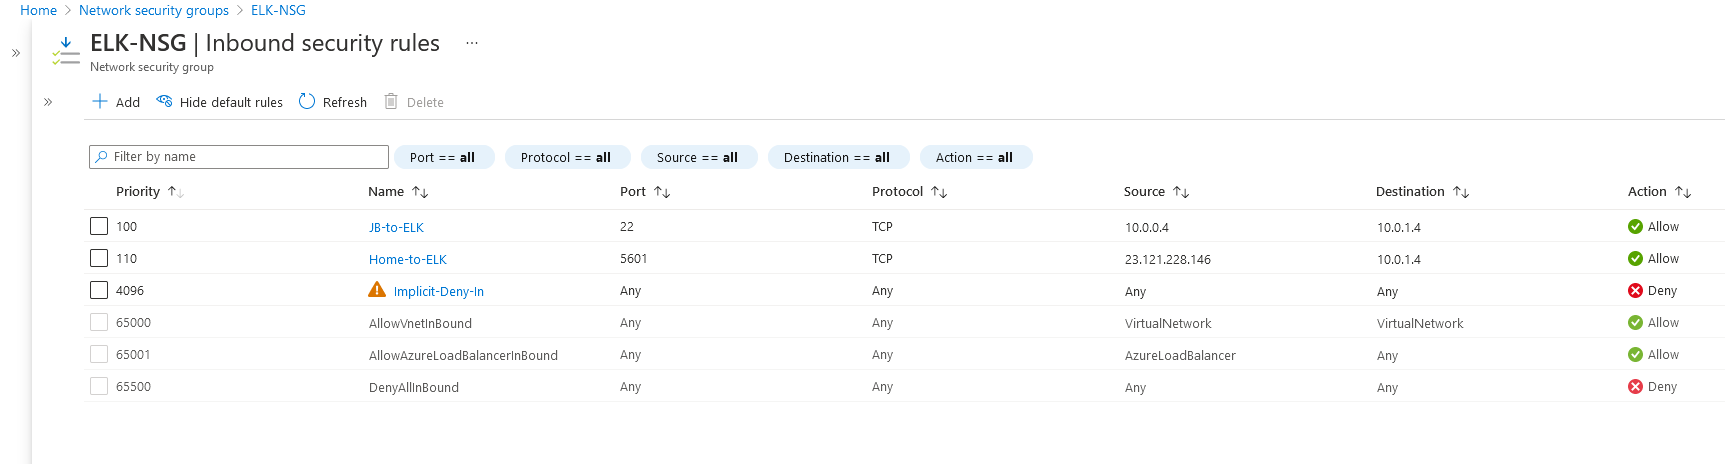 Home > Network security groups > ELK-NSG
ELK-NSG | Inbound security rules ...
Network security group
Add Hide default rules Refresh Delete
Filter by name Port == all Protocol == all Source == all Destination == all Action == all
Priority Name Port Protocol Source Destination Action
100 JB-to-ELK 22 TCP 10.0.0.4 10.0.1.4 Allow
110 Home-to-ELK 5601 TCP 23.121.228.146 10.0.1.4 Allow
4096 Implicit-Deny-In Any Any Any Any Deny
65000 AllowVnetInBound Any Any VirtualNetwork VirtualNetwork Allow
65001 AllowAzureLoadBalancerInBound Any Any AzureLoadBalancer Any Allow
65500 DenyAllInBound Any Any Any Any Deny